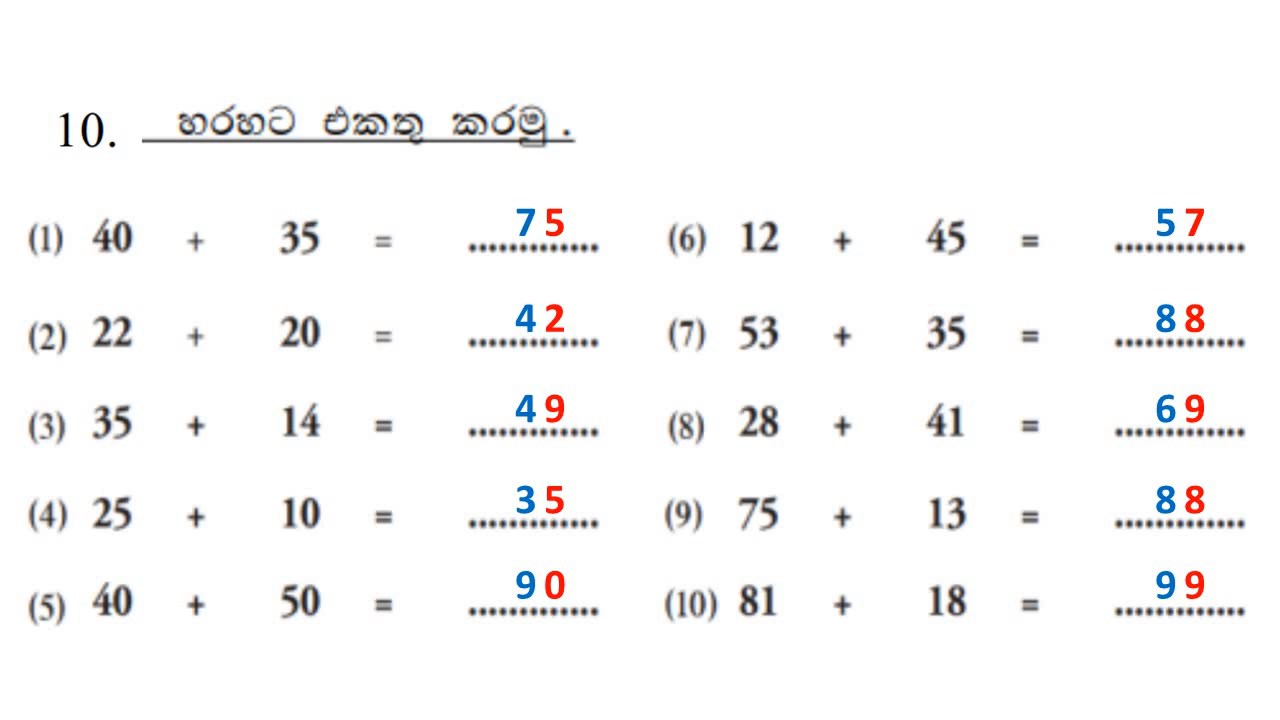 10. හරහට එකතු කරමු.
(1) 40 + 35 = 75 (6) 12 + 45 = 57
(2) 22 + 20 = 42 (7) 53 + 35 = 88
(3) 35 + 14 = 49 (8) 28 + 41 = 69
(4) 25 + 10 = 35 (9) 75 + 13 = 88
(5) 40 + 50 = 90 (10) 81 + 18 = 99